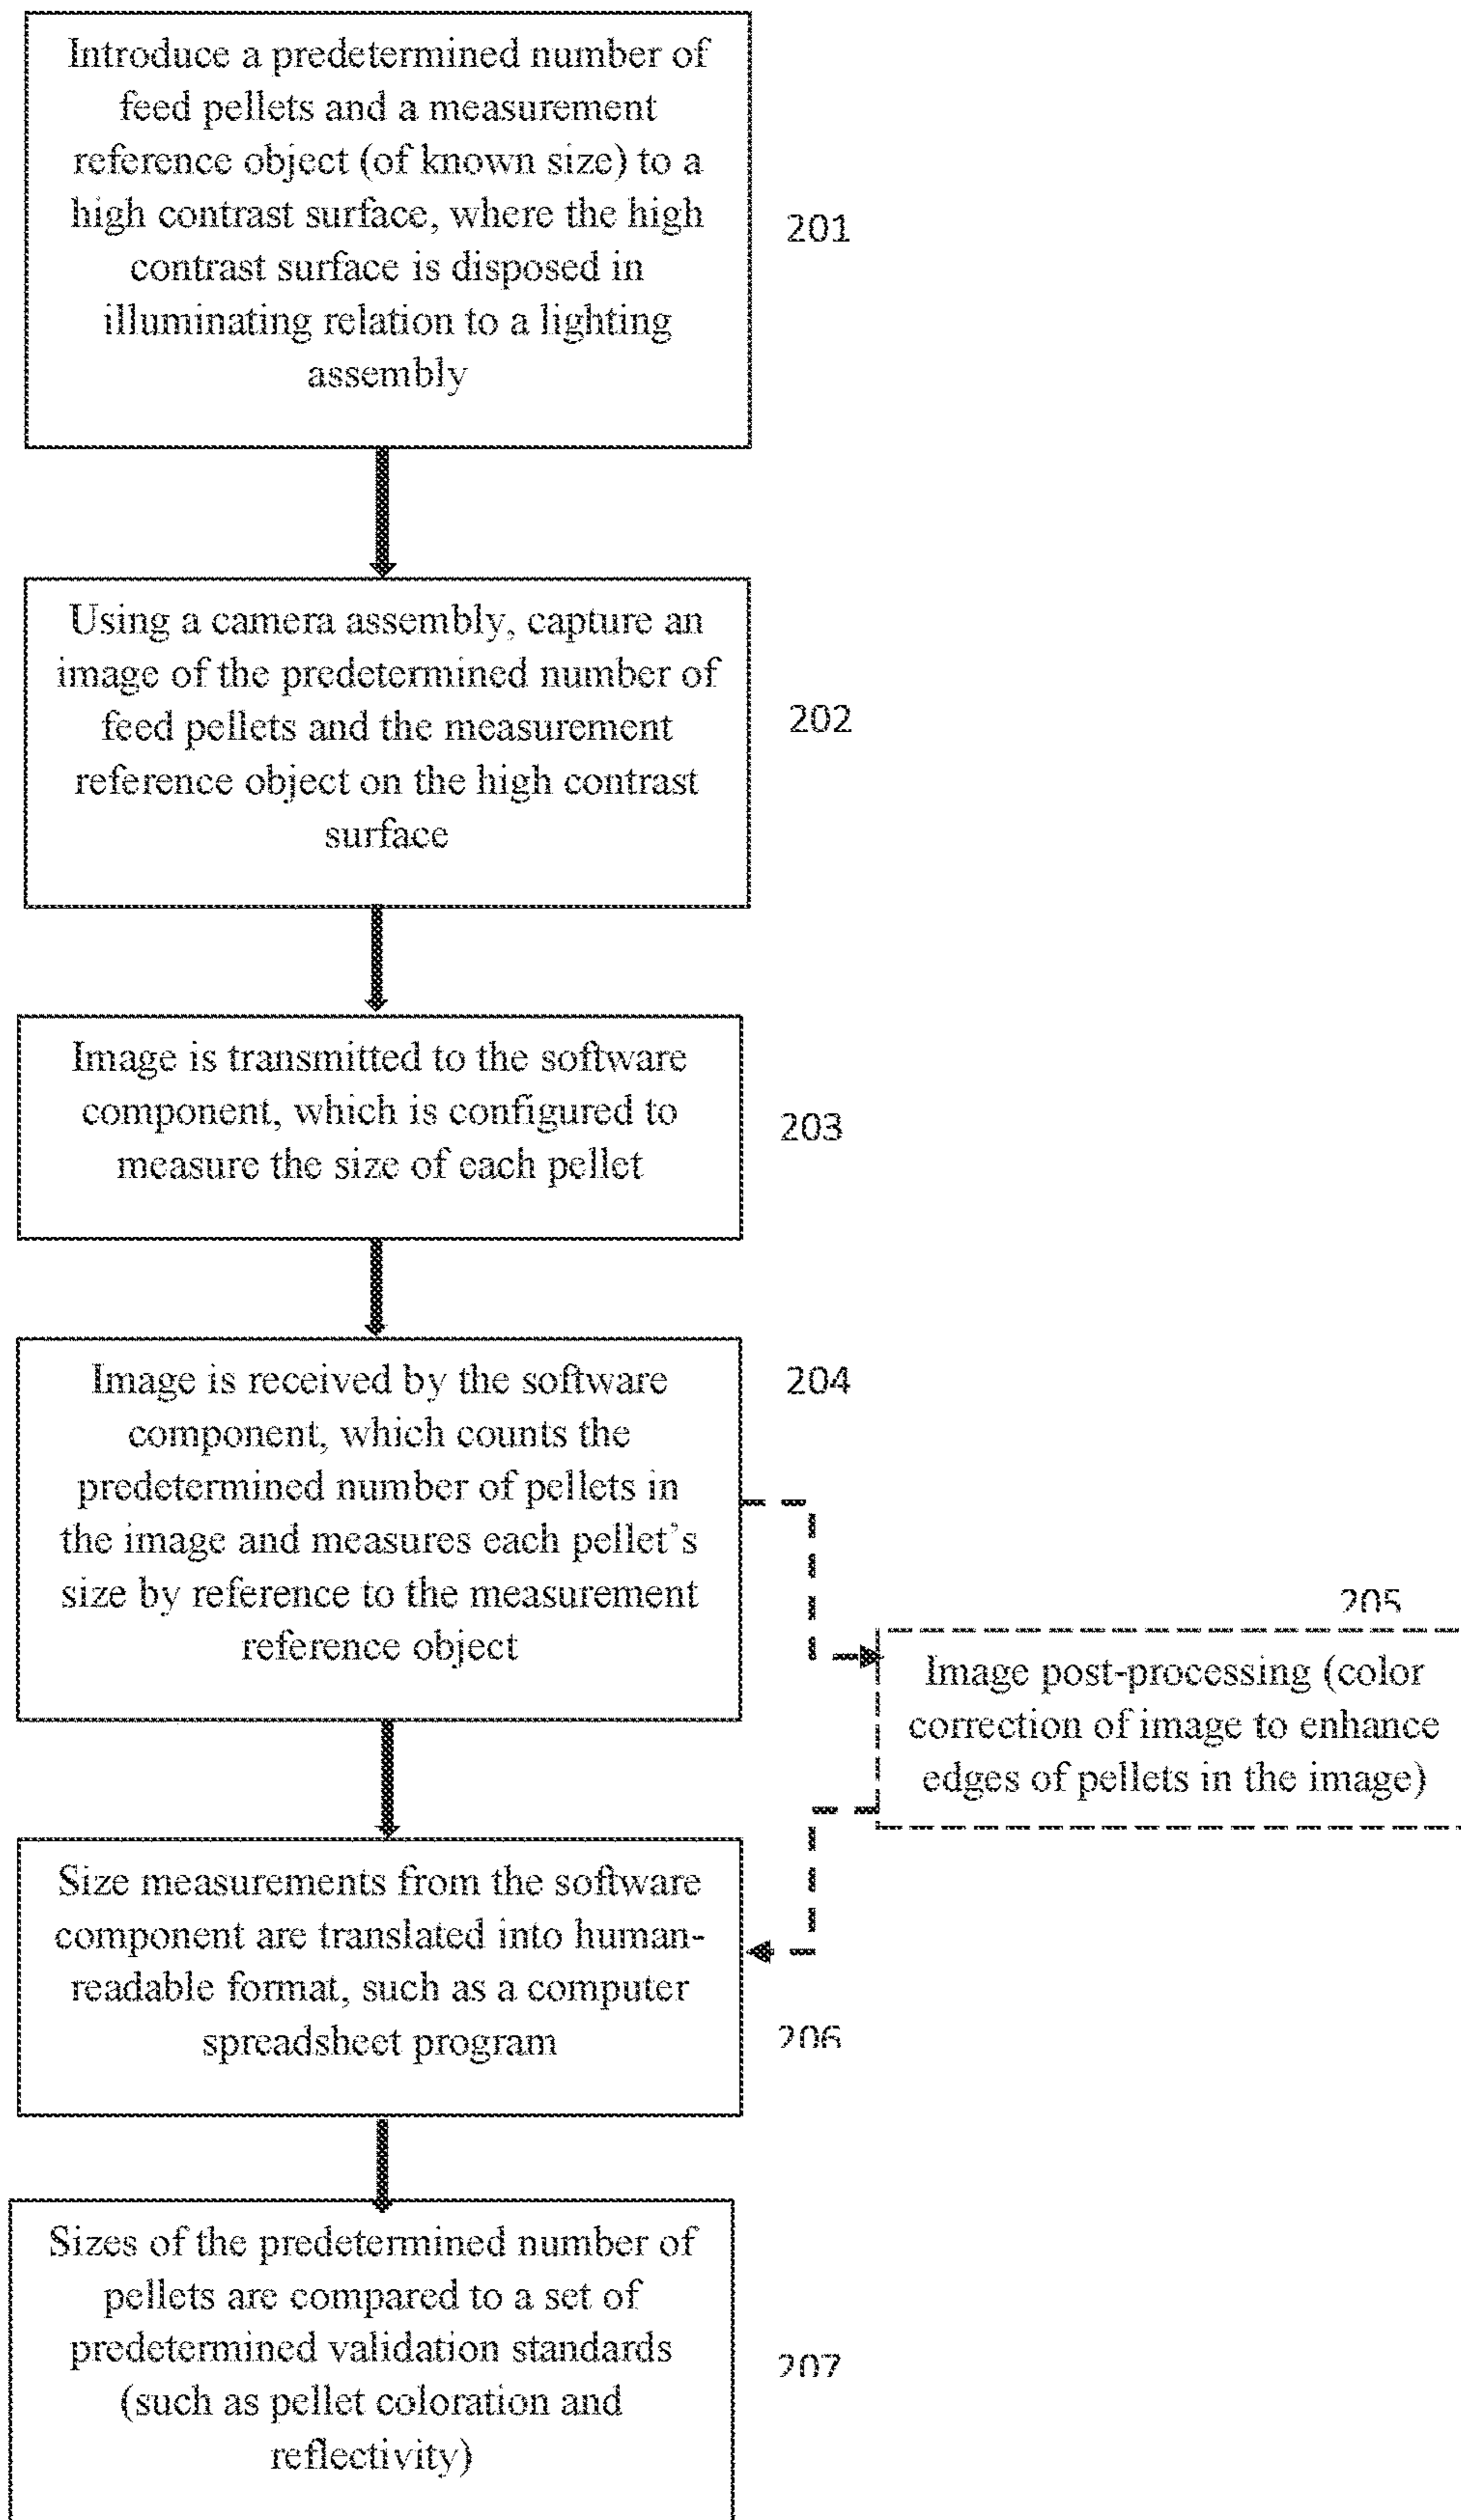 Introduce a predetermined number of
feed pellets and a measurement
reference object (of known size) to a
high contrast surface, where the high
contrast surface is disposed in
illuminating relation to a lighting
assembly
201
Using a camera assembly, capture an
image of the predetermined number of
feed pellets and the measurement
reference object on the high contrast
surface
202
Image is transmitted to the software
component, which is configured to
measure the size of each pellet
203
Image is received by the software
component, which counts the
predetermined number of pellets in
the image and measures each pellet's
size by reference to the measurement
reference object
204
205
Image post-processing (color
correction of image to enhance
edges of pellets in the image)
Size measurements from the software
component are translated into human-
readable format, such as a computer
spreadsheet program
206
Sizes of the predetermined number of
pellets are compared to a set of
predetermined validation standards
(such as pellet coloration and
reflectivity)
207